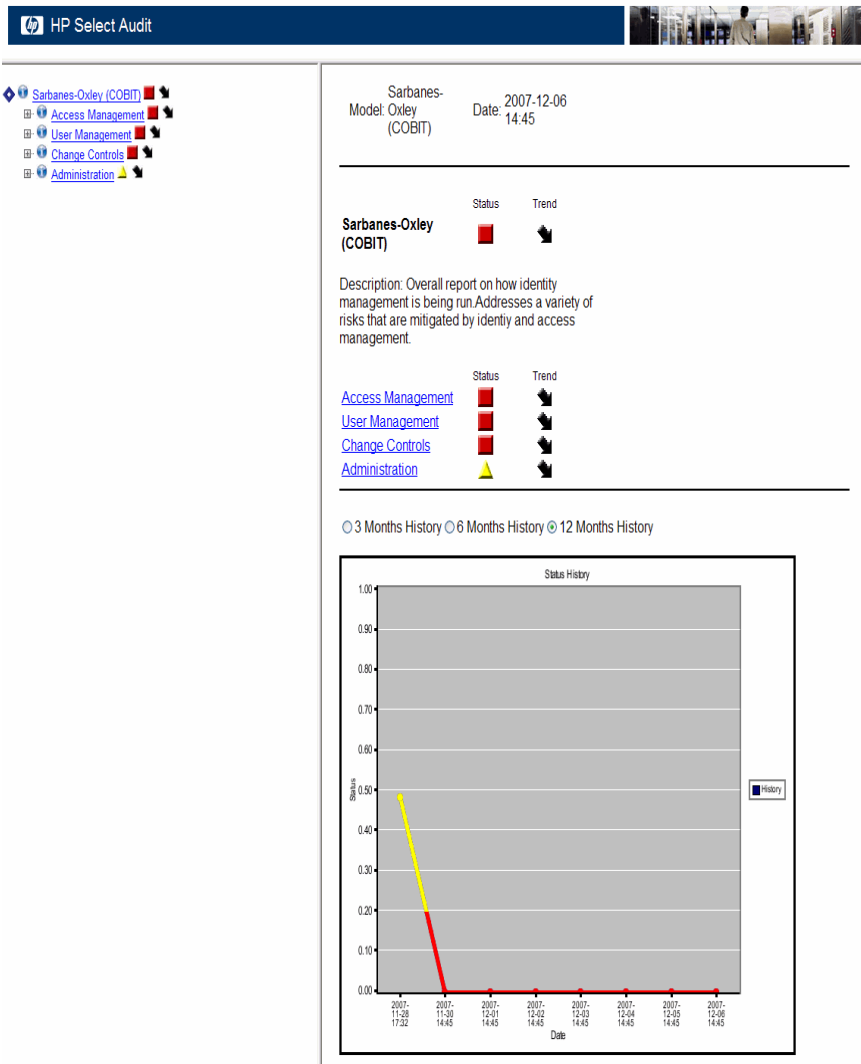 hp HP Select Audit
Sarbanes-Oxley (COBIT)
Access Management
User Management
Change Controls
Administration
Model: Sarbanes-
Oxley
(COBIT)
Date: 2007-12-06
14:45
Status Trend
Sarbanes-Oxley
(COBIT)
Description: Overall report on how identity
management is being run.Addresses a variety of
risks that are mitigated by identiy and access
management.
Status Trend
Access Management
User Management
Change Controls
Administration
3 Months History 6 Months History 12 Months History
Status History
1.00
0.90
0.80
0.70
0.60
0.50
0.40
0.30
0.20
0.10
0.00
Status
History
2007-
11-28
17:32
2007-
11-30
14:45
2007-
12-01
14:45
2007-
12-02
14:45
2007-
12-03
14:45
2007-
12-04
14:45
2007-
12-05
14:45
2007-
12-06
14:45
Date